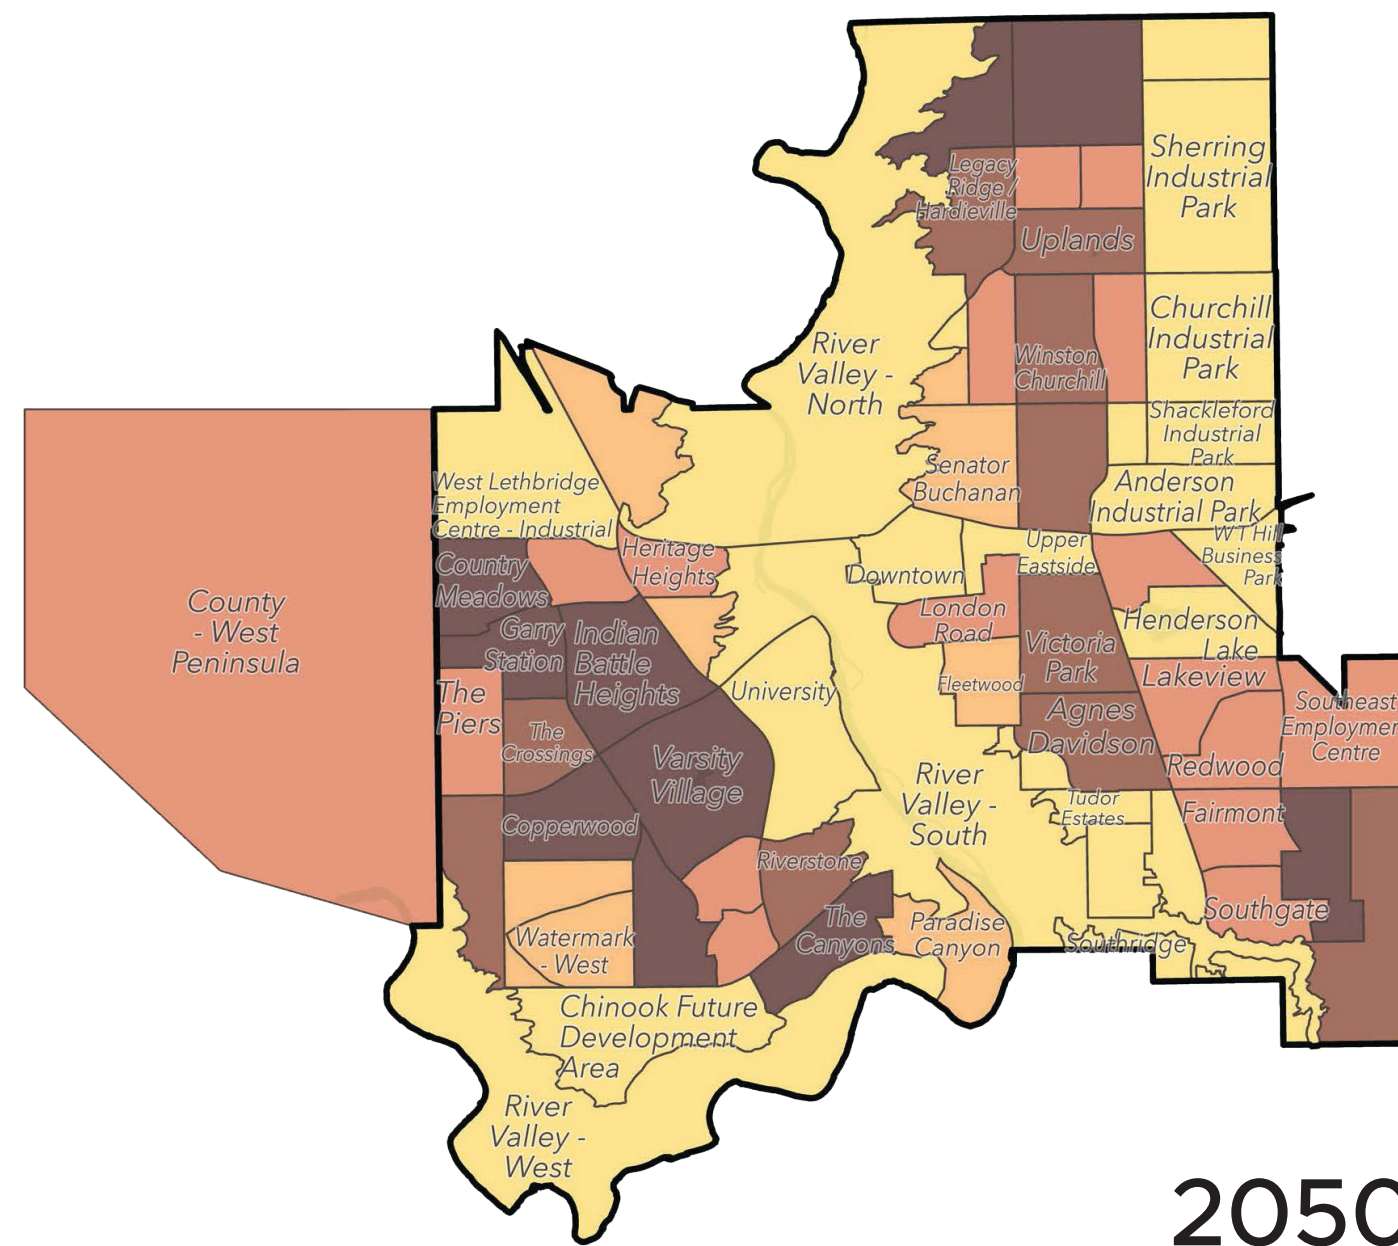 Sherring
Industrial
Park
Legacy
Ridge /
Hardieville
Uplands
Churchill
Industrial
Park
River
Valley -
North
Winston
Churchill
Shackleford
Industrial
Park
Senator
Buchanan
Anderson
Industrial Park
West Lethbridge
Employment
Centre - Industrial
W T Hill
Business
Park
Upper
Eastside
Heritage
Heights
Country
Meadows
Downtown
County
- West
Peninsula
London
Road
Henderson
Lake
Garry
Station
Indian
Battle
Heights
Victoria
Park
Lakeview
The
Piers
University
Fleetwood
Southeast
Employmen
Centre
Agnes
Davidson
The
Crossings
Varsity
Village
Redwood
River
Valley -
South
Tudor
Estates
Fairmont
Copperwood
Riverstone
The
Canyons
Paradise
Canyon
Southgate
Southridge
Watermark
- West
Chinook Future
Development
Area
River
Valley -
West
2050